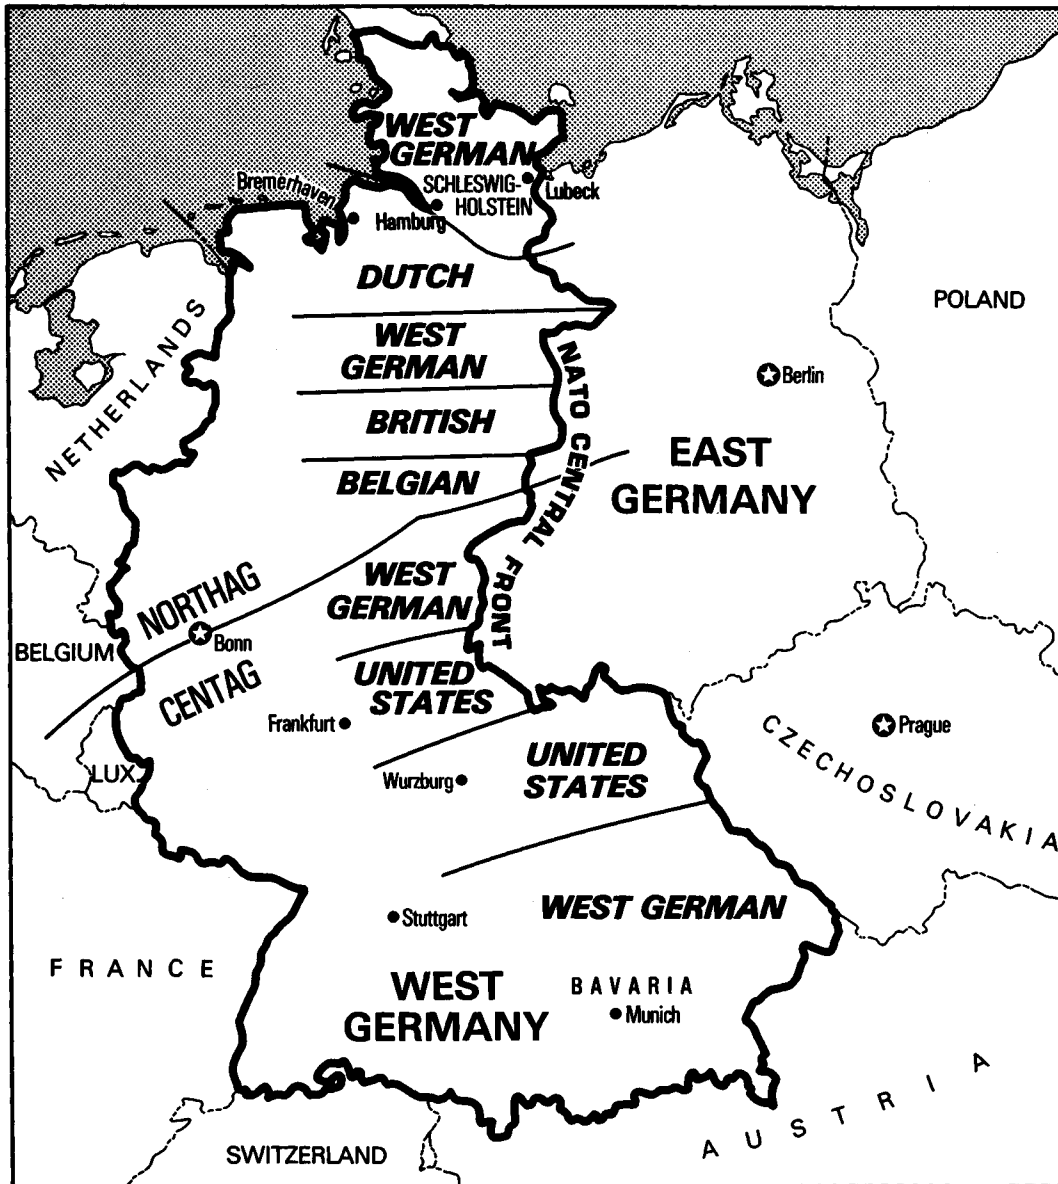 WEST
GERMAN
SCHLESWIG-
HOLSTEIN
Lubeck
Bremerhaven
Hamburg
DUTCH
NETHERLANDS
POLAND
WEST
GERMAN
NATO CENTRAL FRONT
Berlin
BRITISH
EAST
GERMANY
BELGIAN
NORTHAG
WEST
GERMAN
Bonn
BELGIUM
CENTAG
UNITED
STATES
Frankfurt
CZECHOSLOVAKIA
Prague
LUX.
UNITED
STATES
Wurzburg
WEST GERMAN
Stuttgart
FRANCE
WEST
GERMANY
BAVARIA
Munich
AUSTRIA
SWITZERLAND